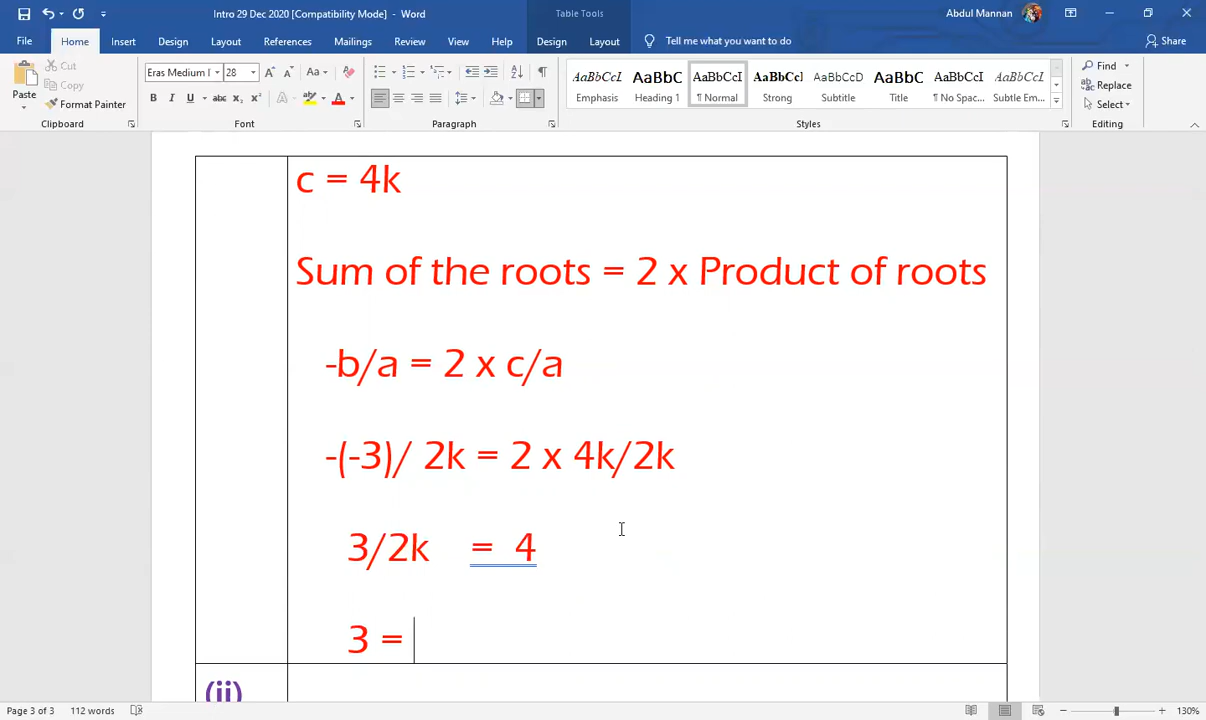 Intro 29 Dec 2020 [Compatibility Mode] - Word
Table Tools
Abdul Mannan
File Home Insert Design Layout References Mailings Review View Help Design Layout Tell me what you want to do Share
Paste Cut Copy Format Painter
Clipboard
Eras Medium I 28
Font
Paragraph
AaBbCcI AaBbC AaBbCcI AaBbCcl AaBbCcD AaBbC AaBbCcI AaBbCcI
Emphasis Heading 1 ¶ Normal Strong Subtitle Title ¶ No Spac... Subtle Em...
Styles
Find
Replace
Select
Editing
c = 4k
Sum of the roots = 2 x Product of roots
-b/a = 2 x c/a
-(-3)/ 2k = 2 x 4k/2k
3/2k = 4
3 =
(ii)
Page 3 of 3 112 words 130%